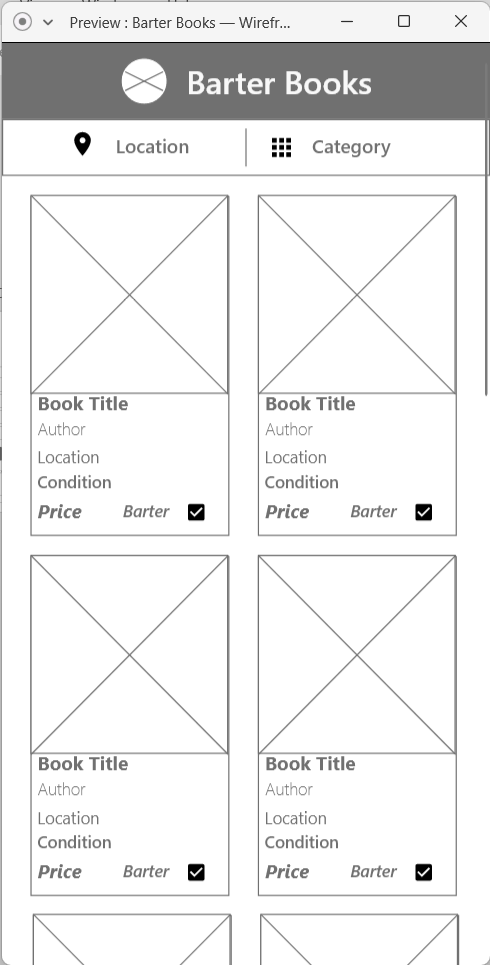 Preview : Barter Books — Wirefr...
Barter Books
Location Category
Book Title
Author
Location
Condition
Price Barter
Book Title
Author
Location
Condition
Price Barter
Book Title
Author
Location
Condition
Price Barter
Book Title
Author
Location
Condition
Price Barter